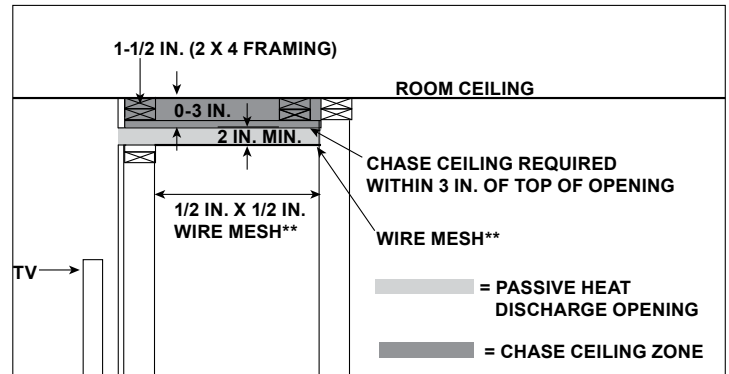 1-1/2 IN. (2 X 4 FRAMING)
ROOM CEILING
0-3 IN.
2 IN. MIN.
CHASE CEILING REQUIRED
WITHIN 3 IN. OF TOP OF OPENING
1/2 IN. X 1/2 IN.
WIRE MESH**
WIRE MESH**
TV
= PASSIVE HEAT
DISCHARGE OPENING
= CHASE CEILING ZONE